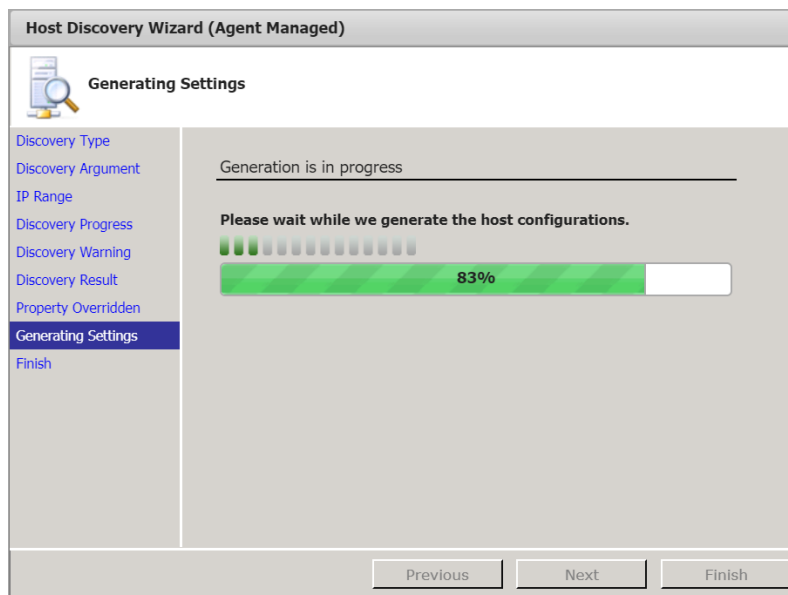 Host Discovery Wizard (Agent Managed)
Generating Settings
Discovery Type
Discovery Argument
IP Range
Discovery Progress
Discovery Warning
Discovery Result
Property Overridden
Generating Settings
Finish
Generation is in progress
Please wait while we generate the host configurations.
83%
Previous
Next
Finish